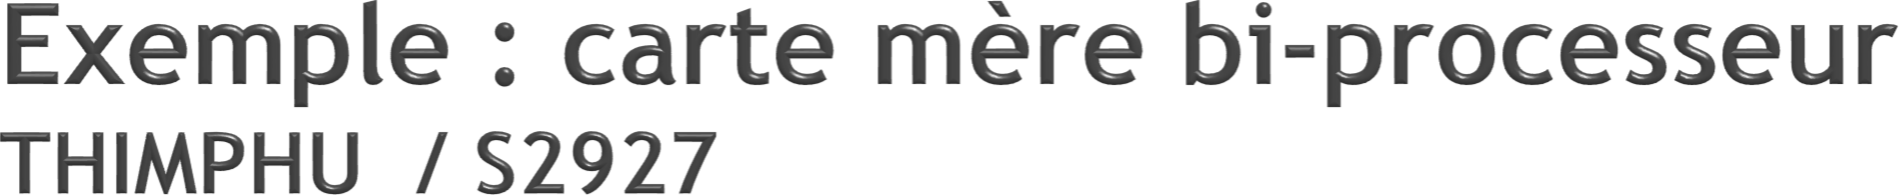 Exemple : carte mère bi-processeur
THIMPHU / S2927